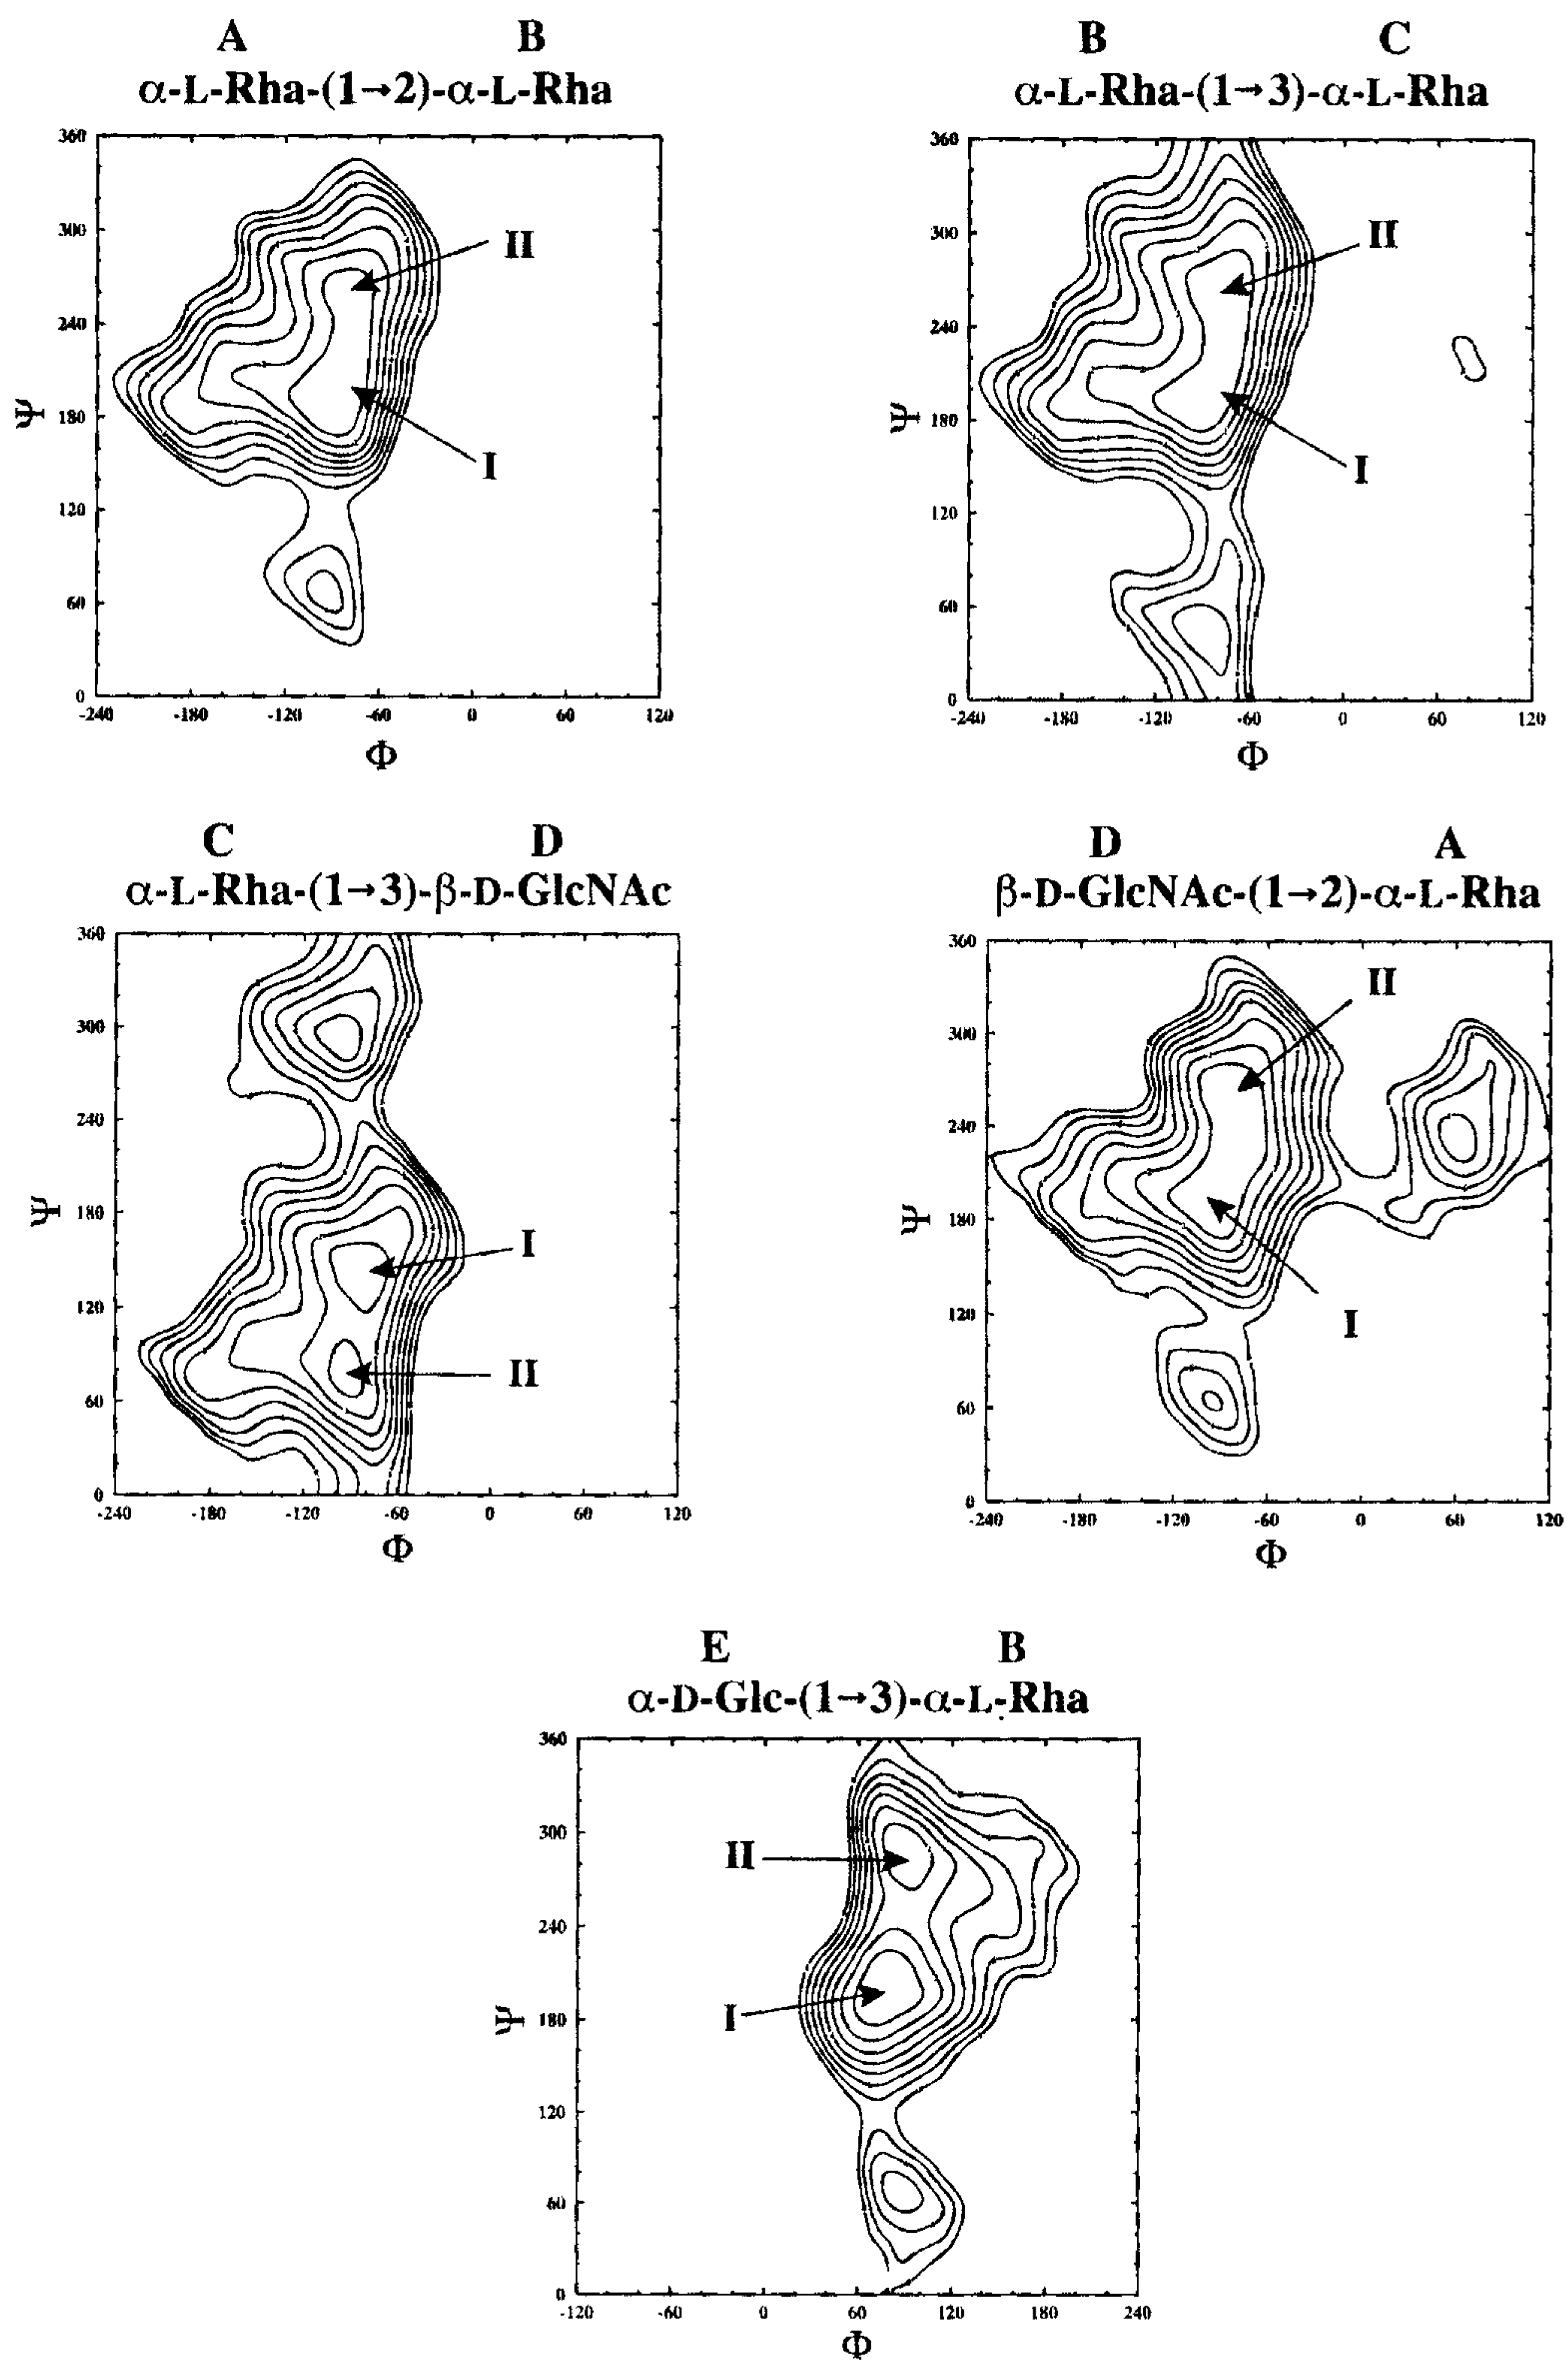 A B
α-L-Rha-(1→2)-α-L-Rha
360
300
240
180
120
60
0
Ψ
II
I
-240 -180 -120 -60 0 60 120
Φ
B C
α-L-Rha-(1→3)-α-L-Rha
360
300
240
180
120
60
0
Ψ
II
I
-240 -180 -120 -60 0 60 120
Φ
C D
α-L-Rha-(1→3)-β-D-GlcNAc
360
300
240
180
120
60
0
Ψ
I
II
-240 -180 -120 -60 0 60 120
Φ
D A
β-D-GlcNAc-(1→2)-α-L-Rha
360
300
240
180
120
60
0
Ψ
II
I
-240 -180 -120 -60 0 60 120
Φ
E B
α-D-Glc-(1→3)-α-L-Rha
360
300
240
180
120
60
0
Ψ
II
I
-120 -60 0 60 120 180 240
Φ